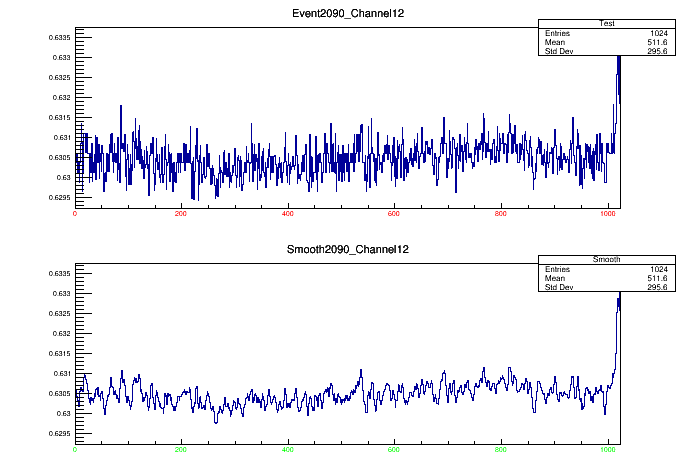 Event2090_Channel12
Test
Entries 1024
Mean 511.6
Std Dev 295.6
0.6335
0.633
0.6325
0.632
0.6315
0.631
0.6305
0.63
0.6295
0 200 400 600 800 1000
Smooth2090_Channel12
Smooth
Entries 1024
Mean 511.6
Std Dev 295.6
0.6335
0.633
0.6325
0.632
0.6315
0.631
0.6305
0.63
0.6295
0 200 400 600 800 1000